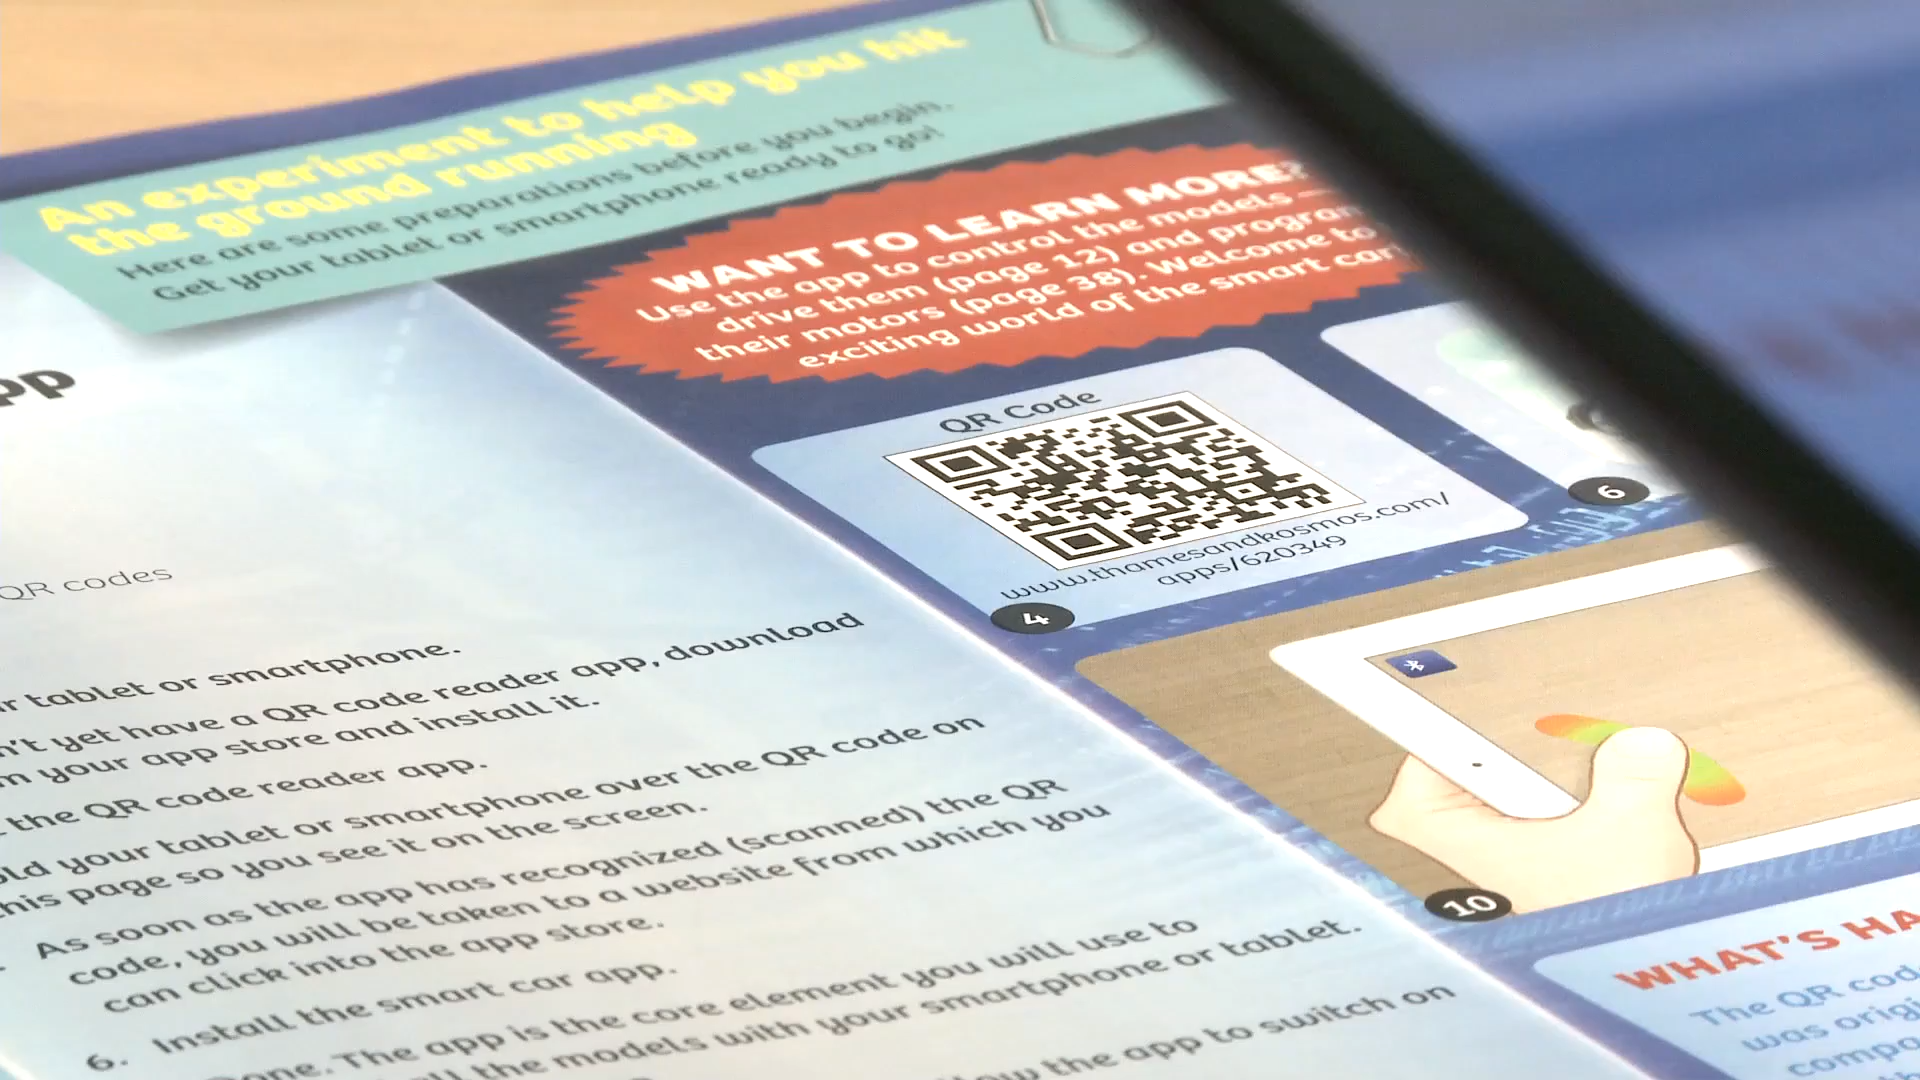 An experiment to help you hit
the ground running
Here are some preparations before you begin.
Get your tablet or smartphone ready to go!
WANT TO LEARN MORE?
Use the app to control the models —
drive them (page 12) and program
their motors (page 38). Welcome to
exciting world of the smart car
QR Code
www.thamesandkosmos.com/
apps/620349
4
6
10
pp
QR codes
r tablet or smartphone.
n't yet have a QR code reader app, download
m your app store and install it.
the QR code reader app.
old your tablet or smartphone over the QR code on
this page so you see it on the screen.
As soon as the app has recognized (scanned) the QR
code, you will be taken to a website from which you
can click into the app store.
6. Install the smart car app.
Done. The app is the core element you will use to
the models with your smartphone or tablet.
the app to switch on
WHAT'S HA
The QR cod
was origi
compa